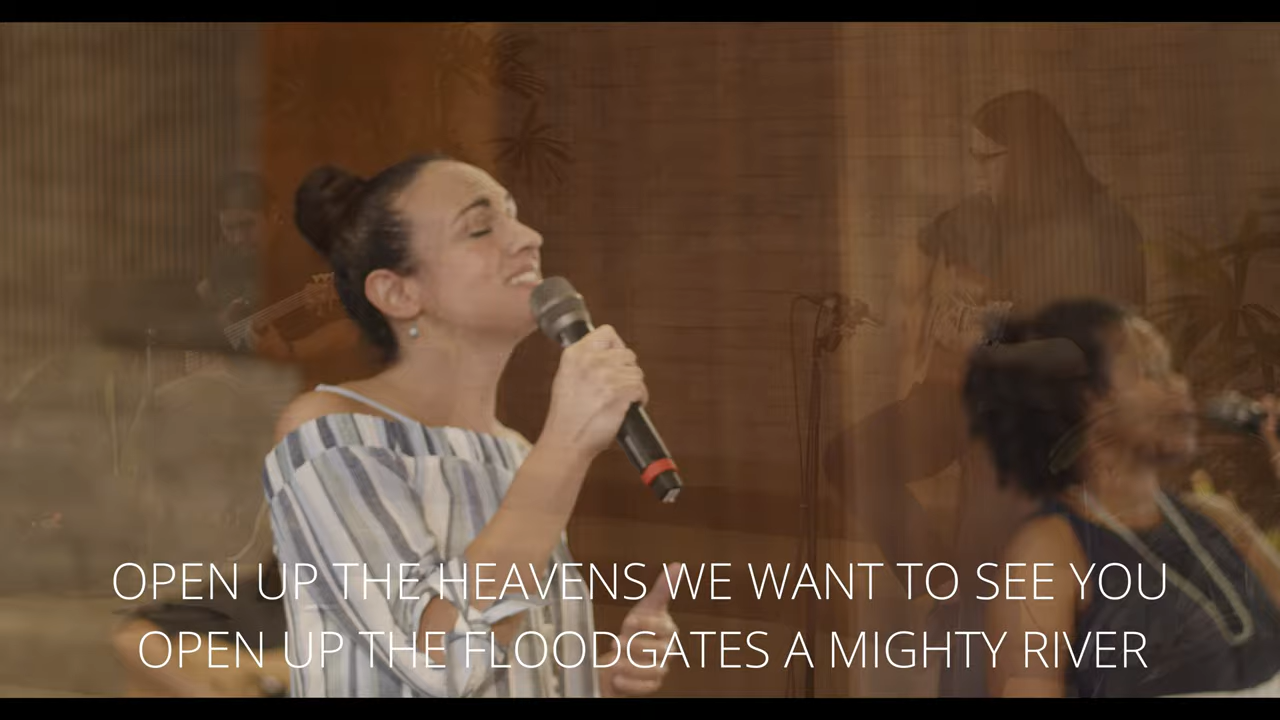 OPEN UP THE HEAVENS WE WANT TO SEE YOU
OPEN UP THE FLOODGATES A MIGHTY RIVER